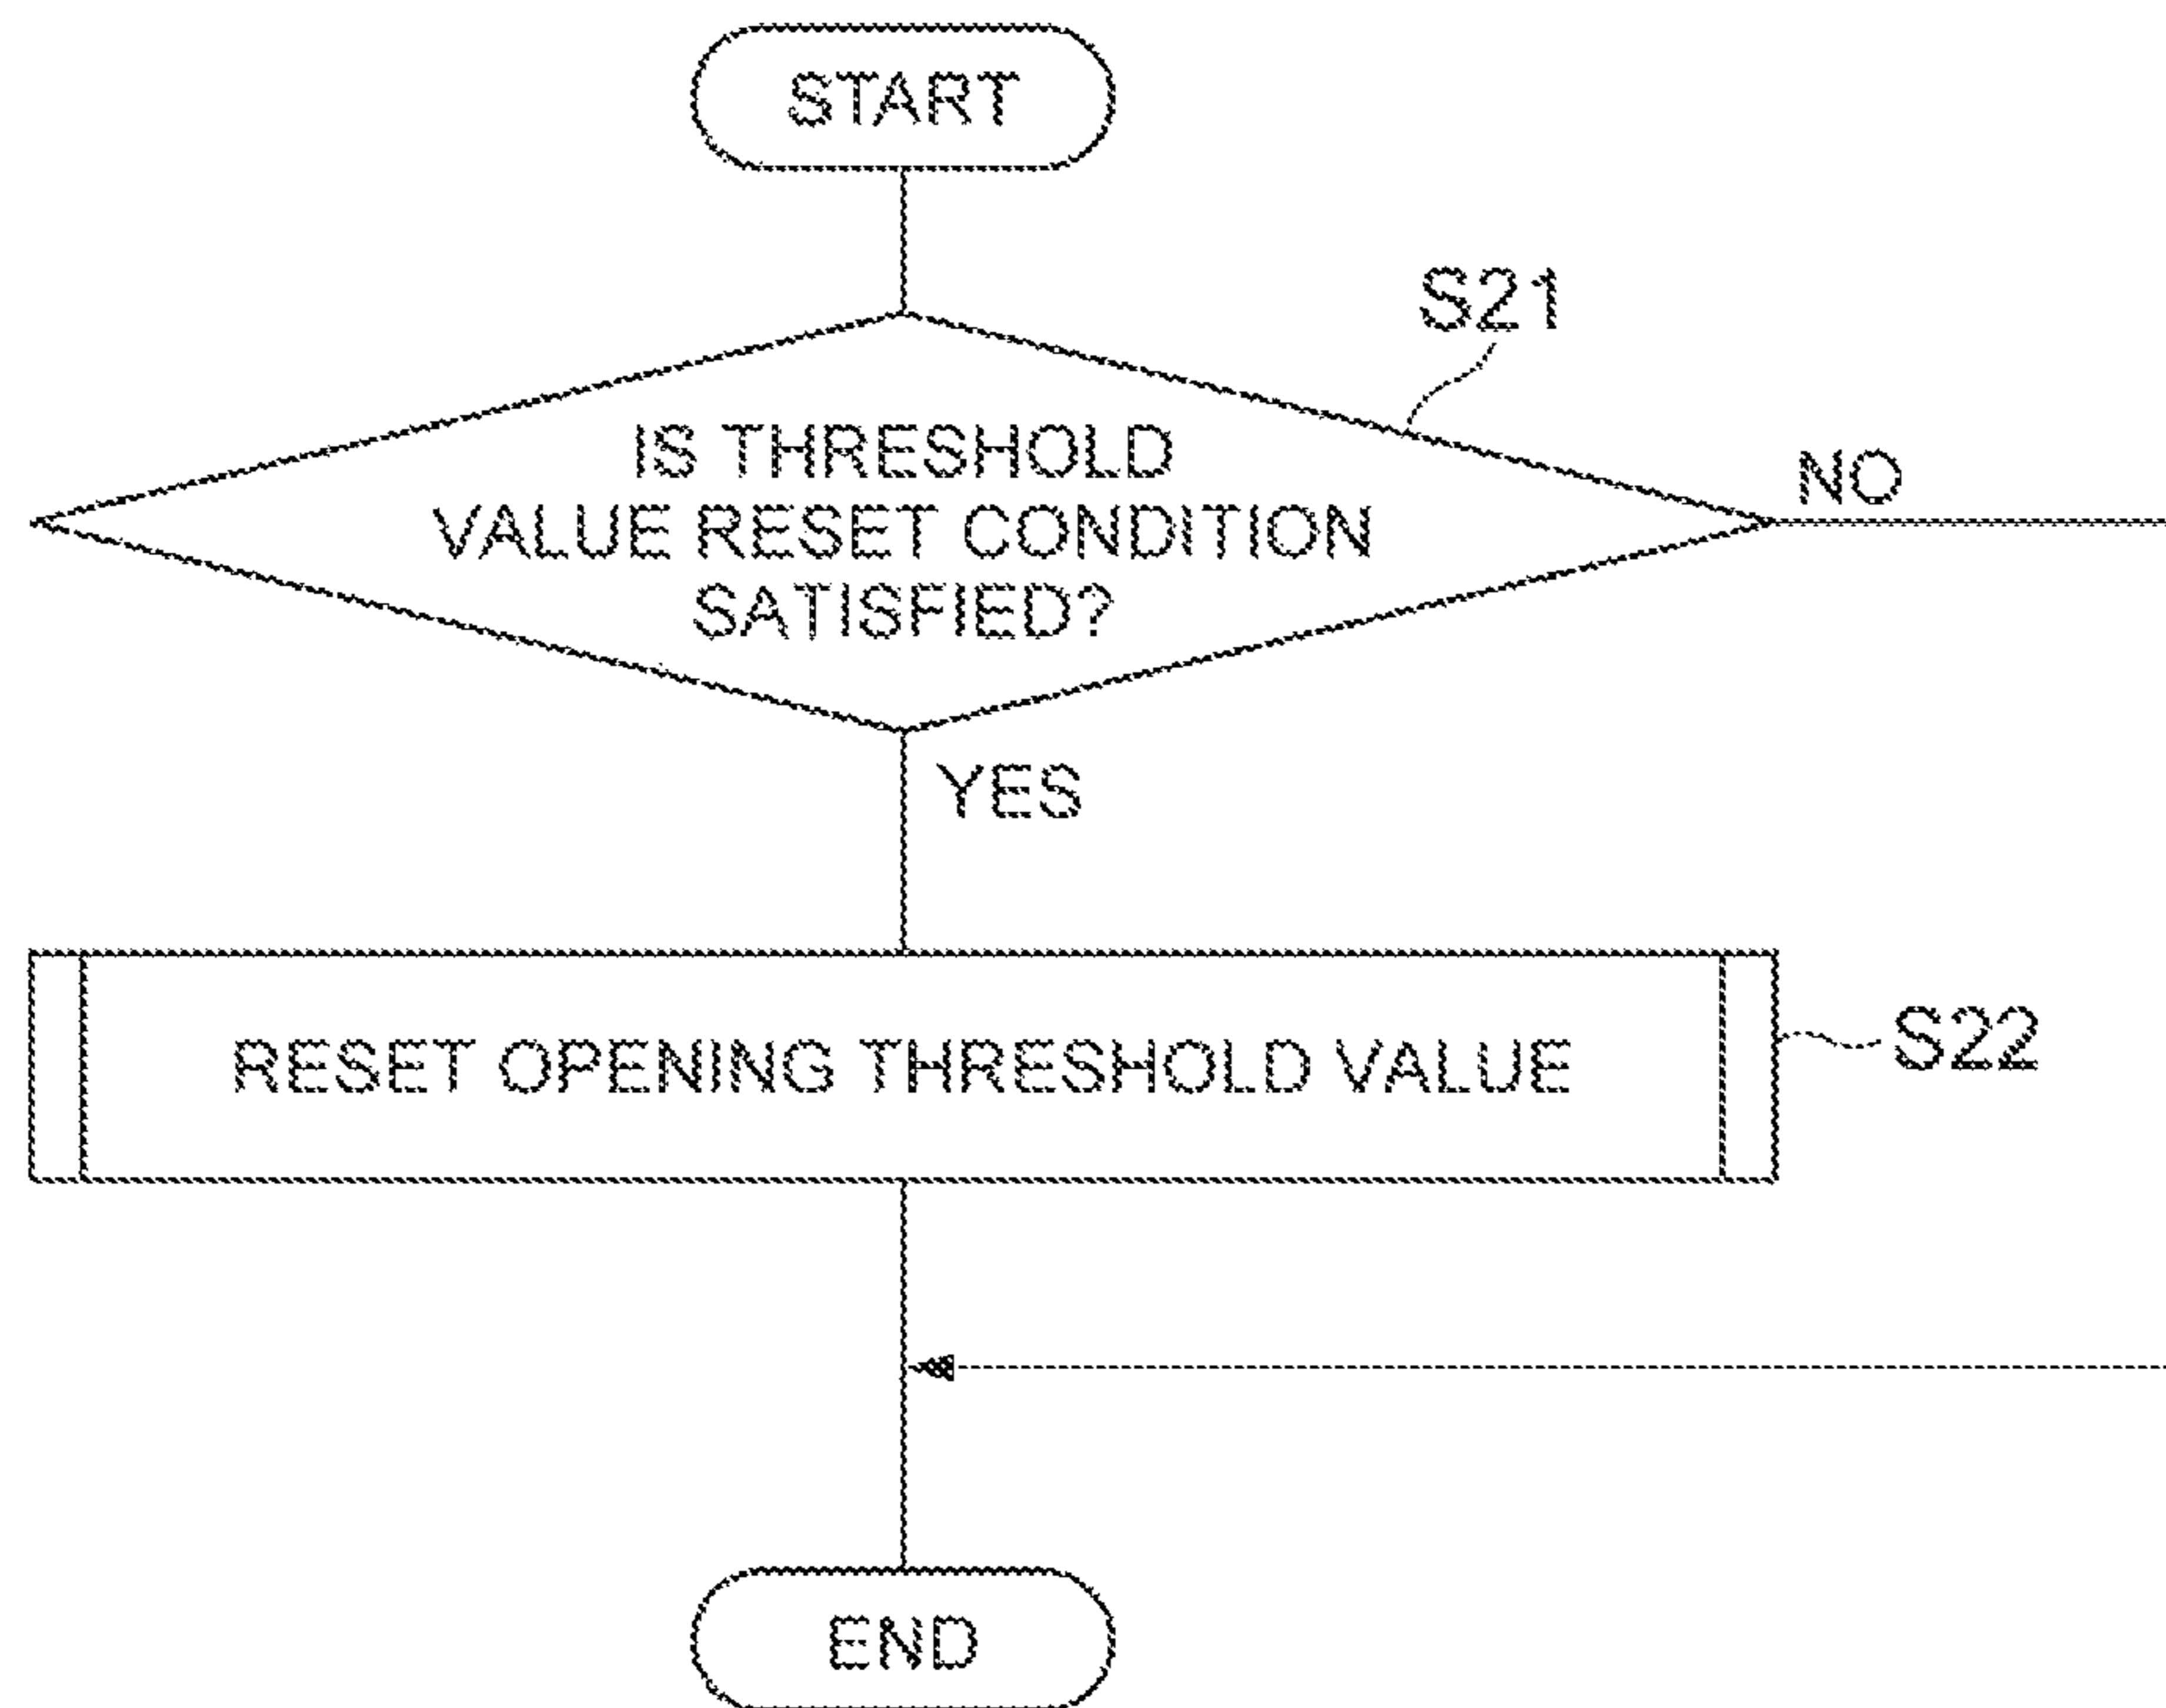 START
S21
IS THRESHOLD
VALUE RESET CONDITION
SATISFIED?
NO
YES
RESET OPENING THRESHOLD VALUE
S22
END